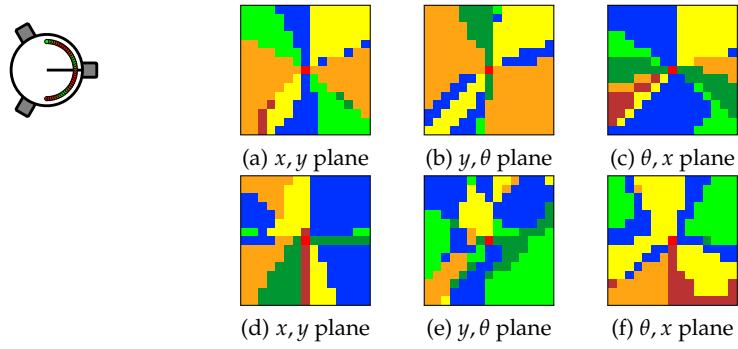 (a) x, y plane (b) y, θ plane (c) θ, x plane
(d) x, y plane (e) y, θ plane (f) θ, x plane